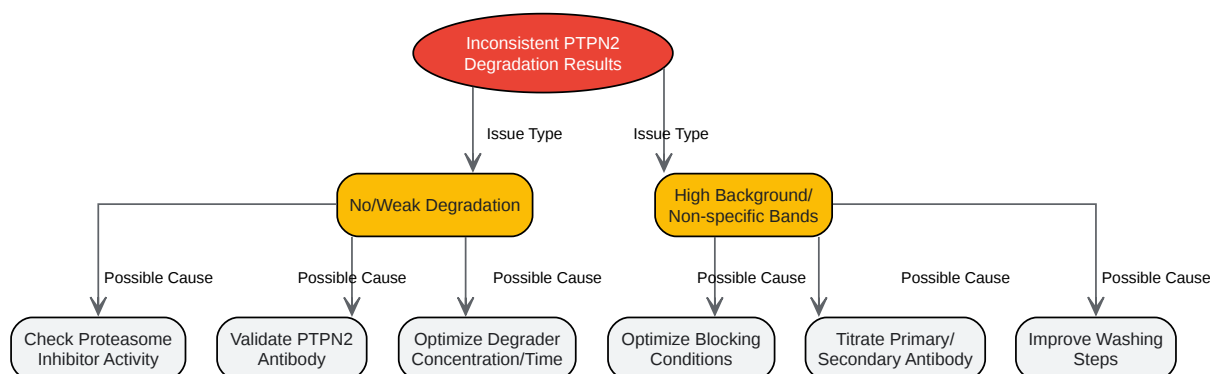 Inconsistent PTPN2
Degradation Results
Issue Type
Issue Type
No/Weak Degradation
High Background/
Non-specific Bands
Possible Cause
Possible Cause
Possible Cause
Possible Cause
Possible Cause
Possible Cause
Check Proteasome
Inhibitor Activity
Validate PTPN2
Antibody
Optimize Degrader
Concentration/Time
Optimize Blocking
Conditions
Titrate Primary/
Secondary Antibody
Improve Washing
Steps